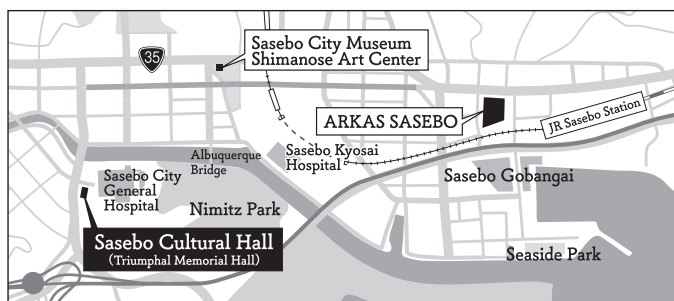 35
Sasebo City Museum
Shimanose Art Center
ARKAS SASEBO
JR Sasebo Station
Sasebo Kyosai
Hospital
Albuquerque
Bridge
Sasebo City
General
Hospital
Sasebo Gobangai
Nimitz Park
Sasebo Cultural Hall
(Triumphal Memorial Hall)
Seaside Park